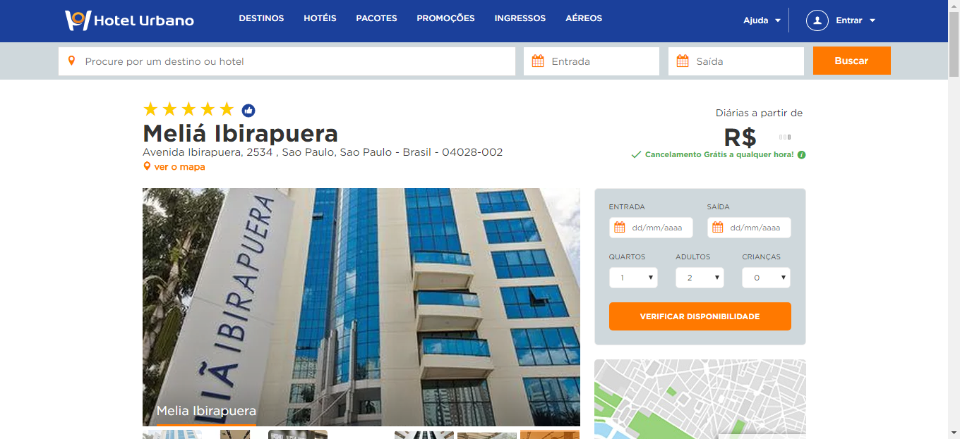 Hotel Urbano
DESTINOS HOTÉIS PACOTES PROMOÇÕES INGRESSOS AÉREOS
Ajuda
Entrar
Procure por um destino ou hotel
Entrada
Saída
Buscar
Meliá Ibirapuera
Avenida Ibirapuera, 2534 , Sao Paulo, Sao Paulo - Brasil - 04028-002
ver o mapa
Diárias a partir de
R$
Cancelamento Grátis a qualquer hora!
LIÃ IBIRAPUERA
Melia Ibirapuera
ENTRADA SAÍDA
dd/mm/aaaa dd/mm/aaaa
QUARTOS ADULTOS CRIANÇAS
1 2 0
VERIFICAR DISPONIBILIDADE